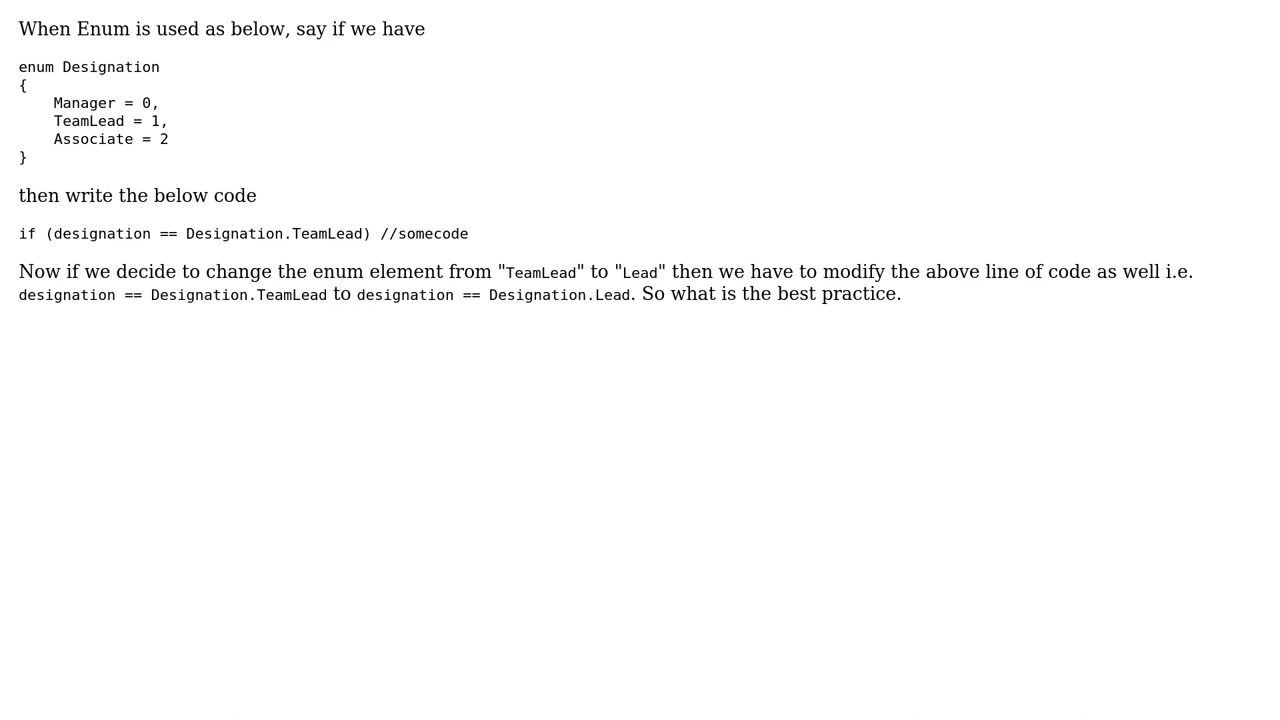 When Enum is used as below, say if we have
enum Designation
{
    Manager = 0,
    TeamLead = 1,
    Associate = 2
}
then write the below code
if (designation == Designation.TeamLead) //somecode
Now if we decide to change the enum element from "TeamLead" to "Lead" then we have to modify the above line of code as well i.e.
designation == Designation.TeamLead to designation == Designation.Lead. So what is the best practice.